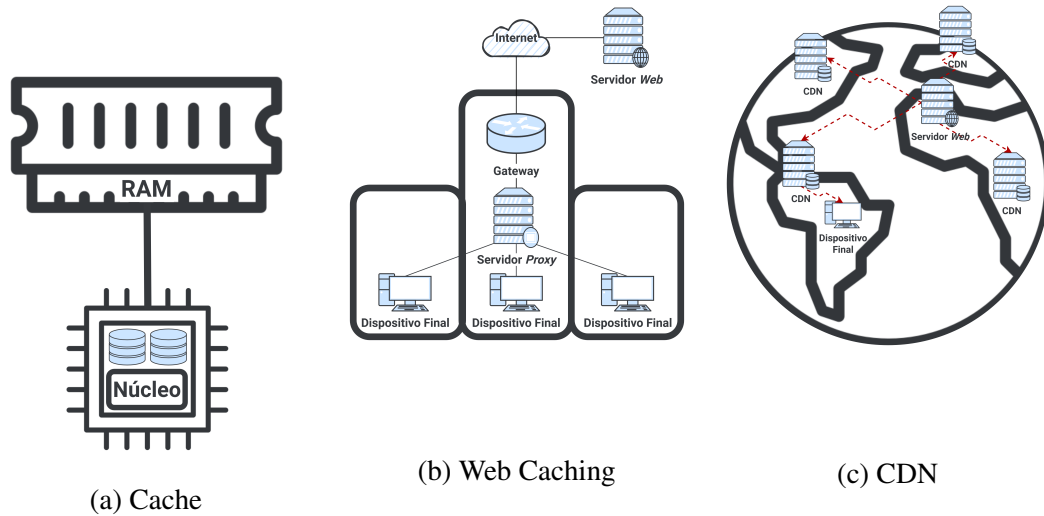 RAM
Núcleo
(a) Cache
Internet
Servidor Web
Gateway
Servidor Proxy
Dispositivo Final
Dispositivo Final
Dispositivo Final
(b) Web Caching
CDN
CDN
Servidor Web
CDN
CDN
Dispositivo
Final
(c) CDN